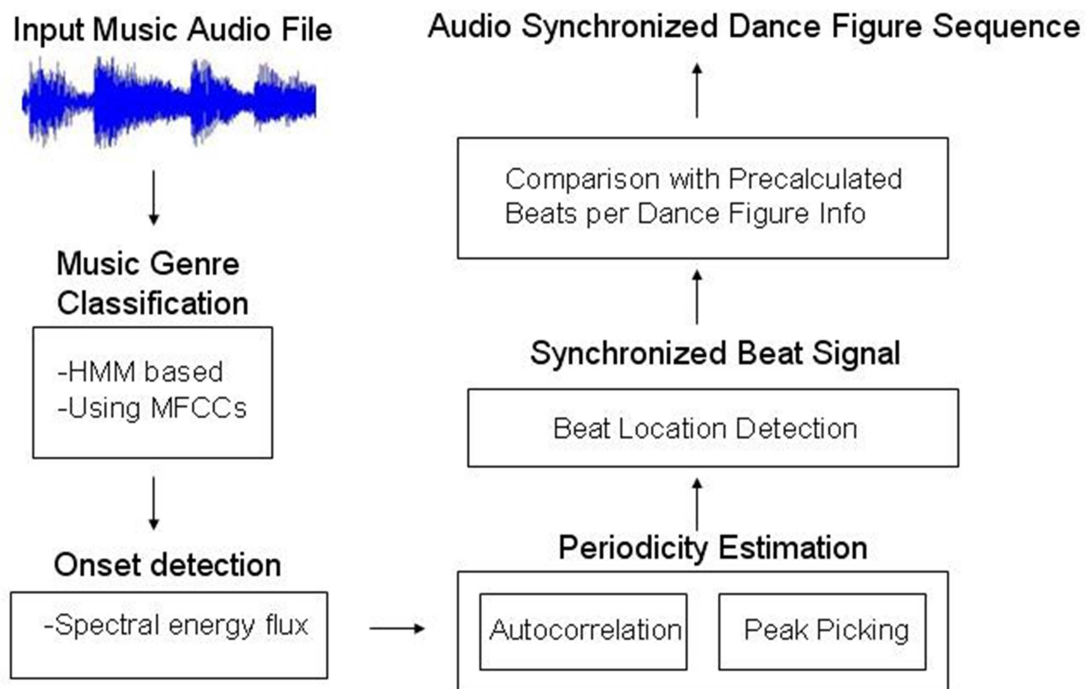 Input Music Audio File
Music Genre
Classification
-HMM based
-Using MFCCs
Onset detection
-Spectral energy flux
Periodicity Estimation
Autocorrelation
Peak Picking
Synchronized Beat Signal
Beat Location Detection
Comparison with Precalculated
Beats per Dance Figure Info
Audio Synchronized Dance Figure Sequence